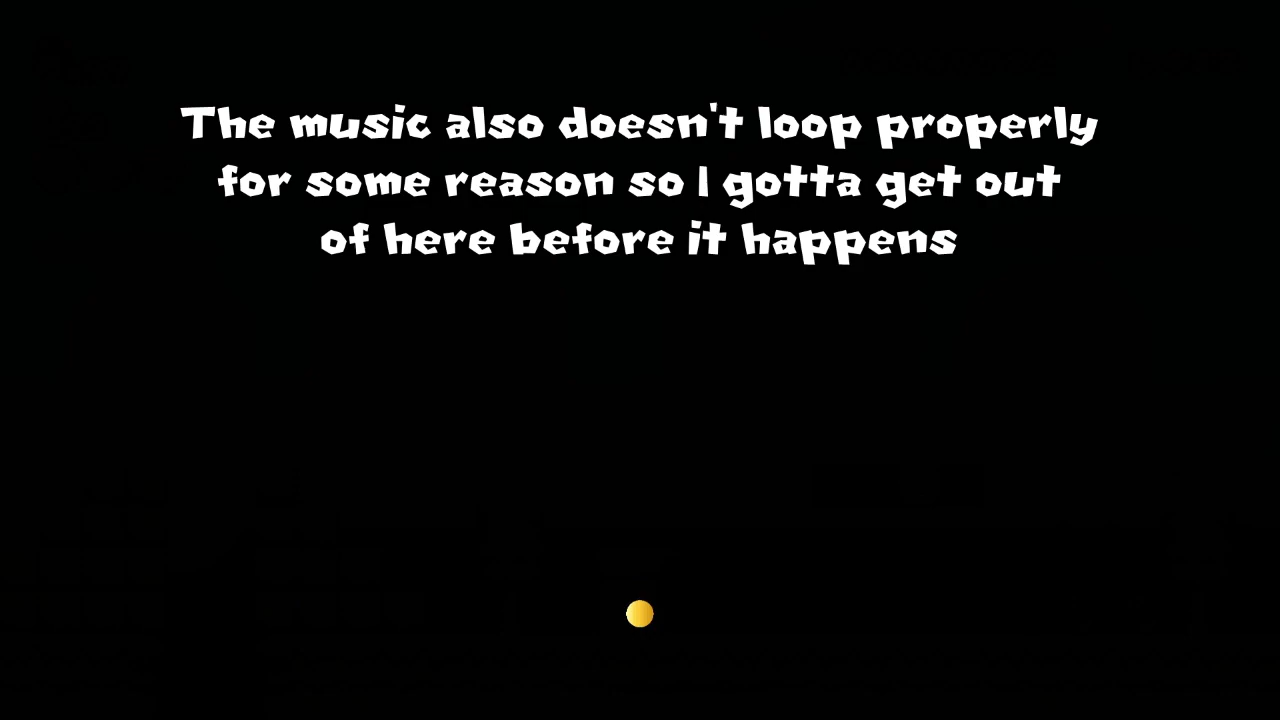 The music also doesn't loop properly
for some reason so I gotta get out
of here before it happens